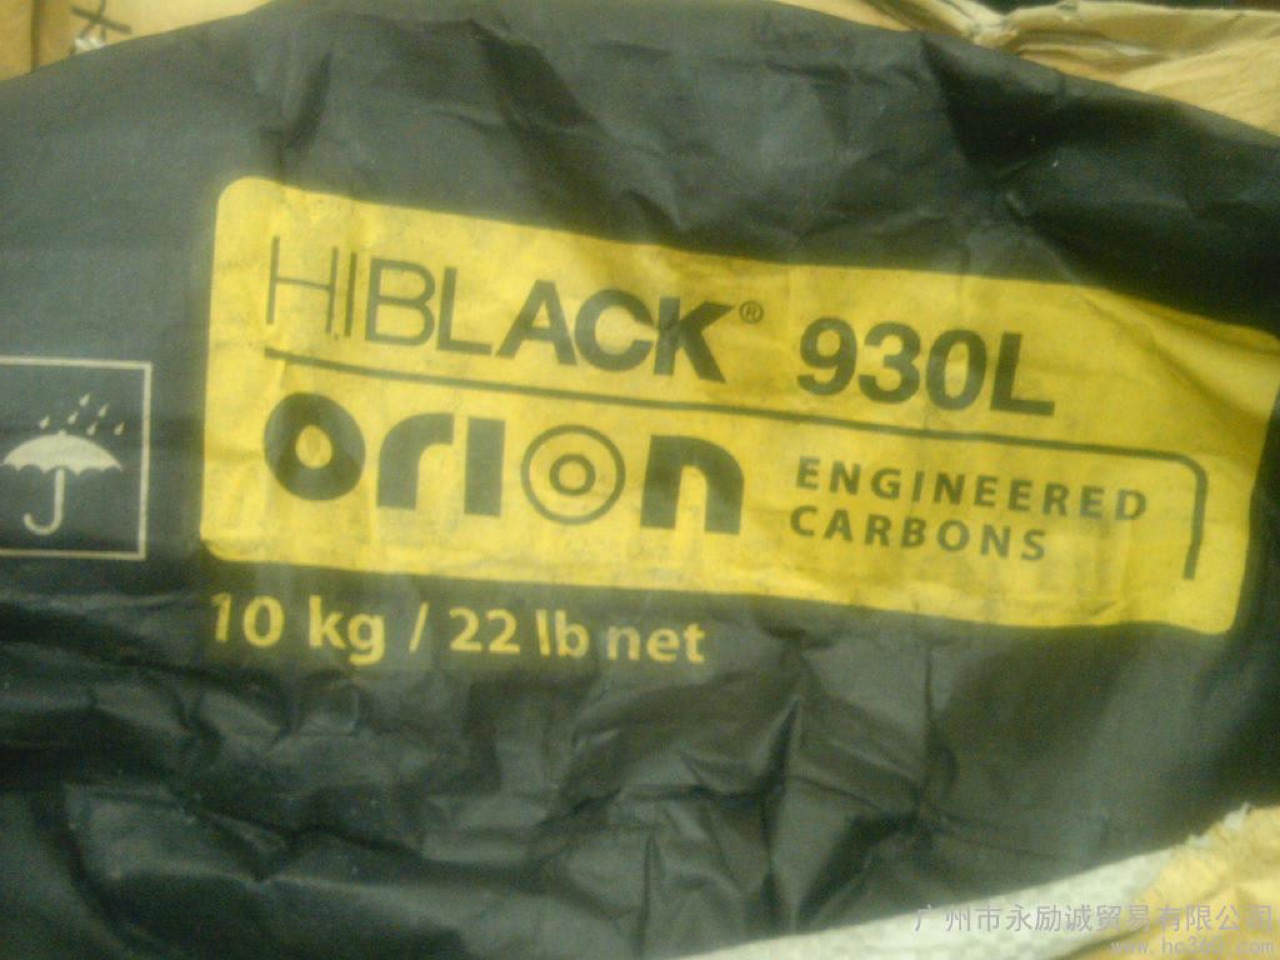 HIBLACK® 930L
orion ENGINEERED
CARBONS
10 kg / 22 lb net
广州市永励诚贸易有限公司